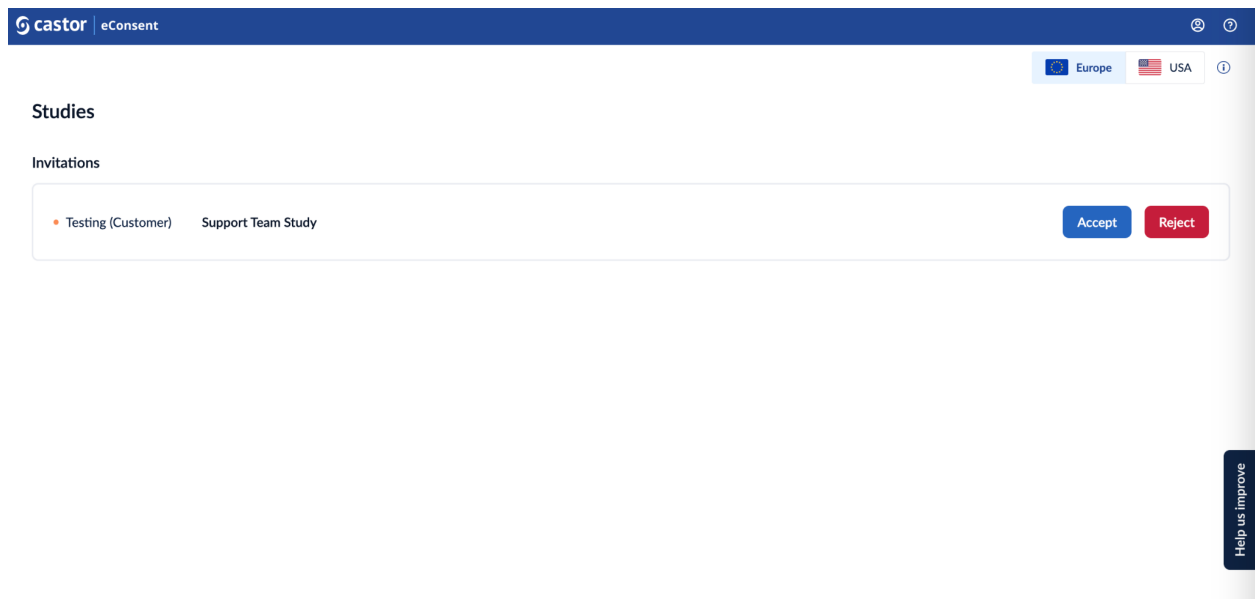 castor eConsent
Europe USA
Studies
Invitations
Testing (Customer) Support Team Study Accept Reject
Help us improve